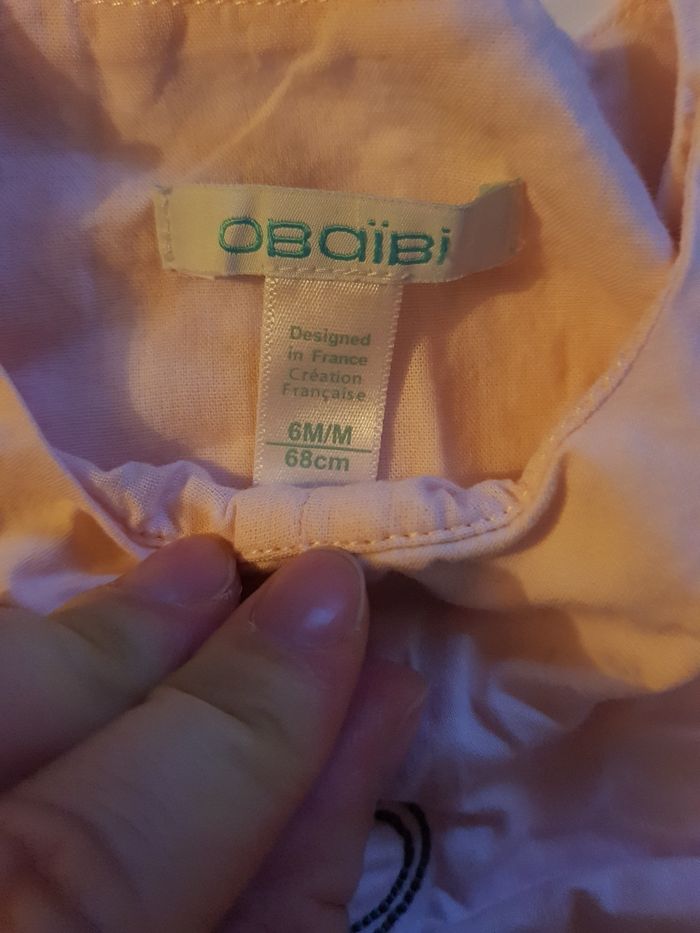 OBaïBi
Designed
in France
Création
Française
6M/M
68cm